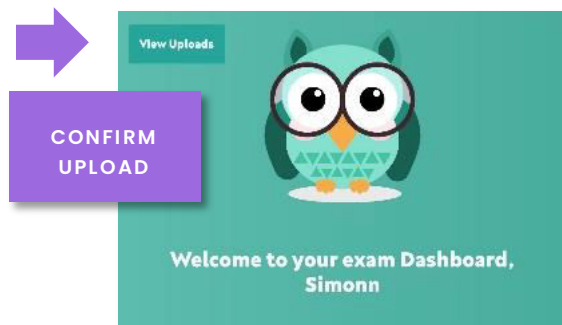 View Uploads
CONFIRM
UPLOAD
Welcome to your exam Dashboard,
Simonn